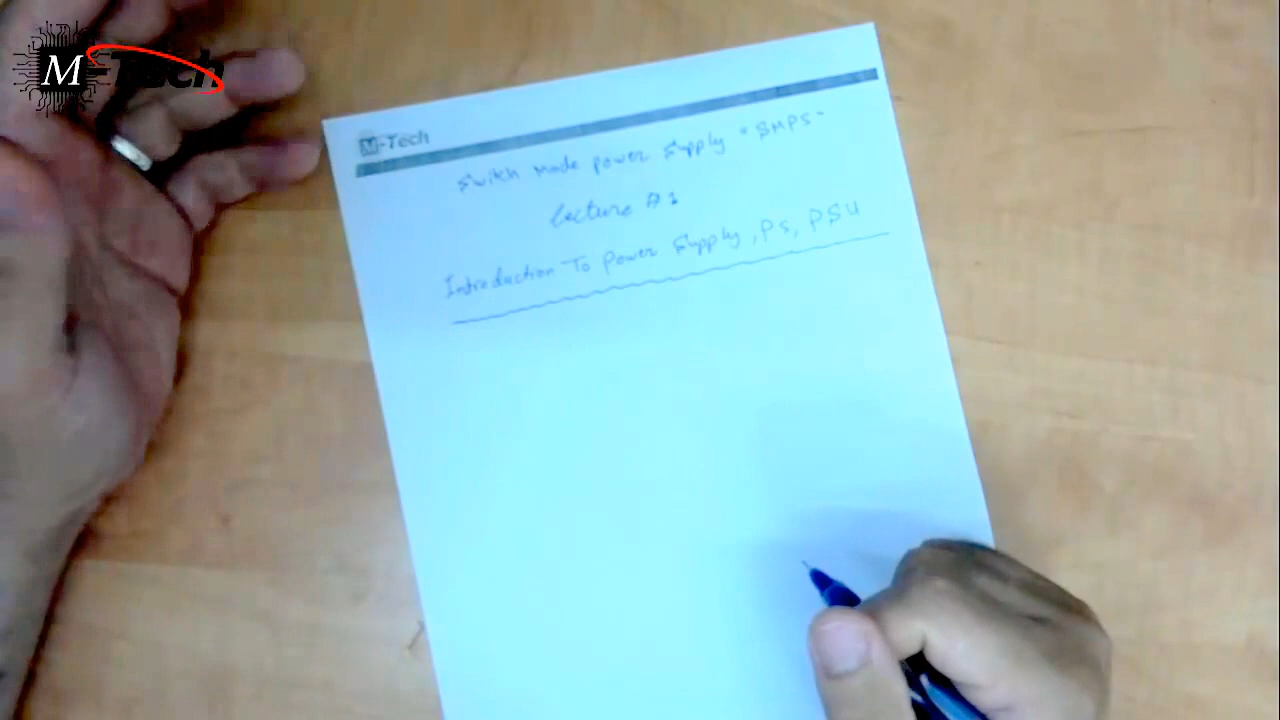 M-Tech
M-Tech
Switch mode power supply "SMPS"
lecture #1
Introduction To power supply, PS, PSU